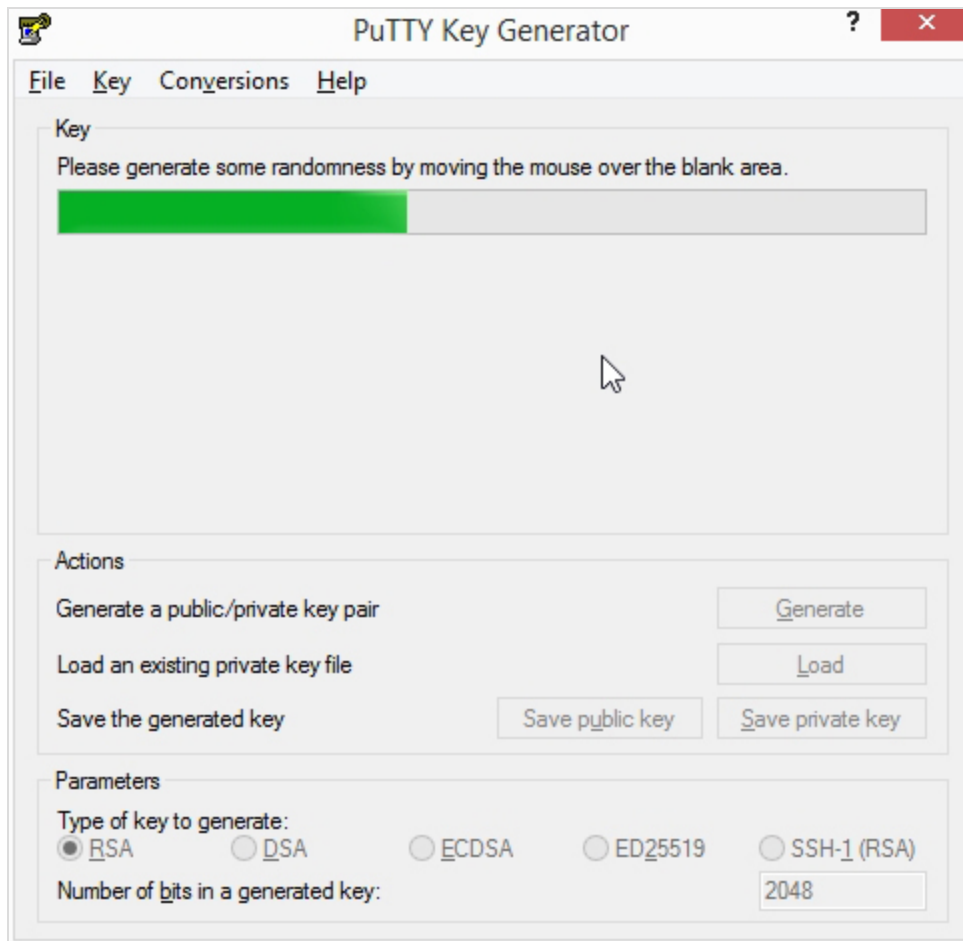 PuTTY Key Generator ? ×
File Key Conversions Help
Key
Please generate some randomness by moving the mouse over the blank area.
Actions
Generate a public/private key pair Generate
Load an existing private key file Load
Save the generated key Save public key Save private key
Parameters
Type of key to generate:
RSA DSA ECDSA ED25519 SSH-1 (RSA)
Number of bits in a generated key: 2048